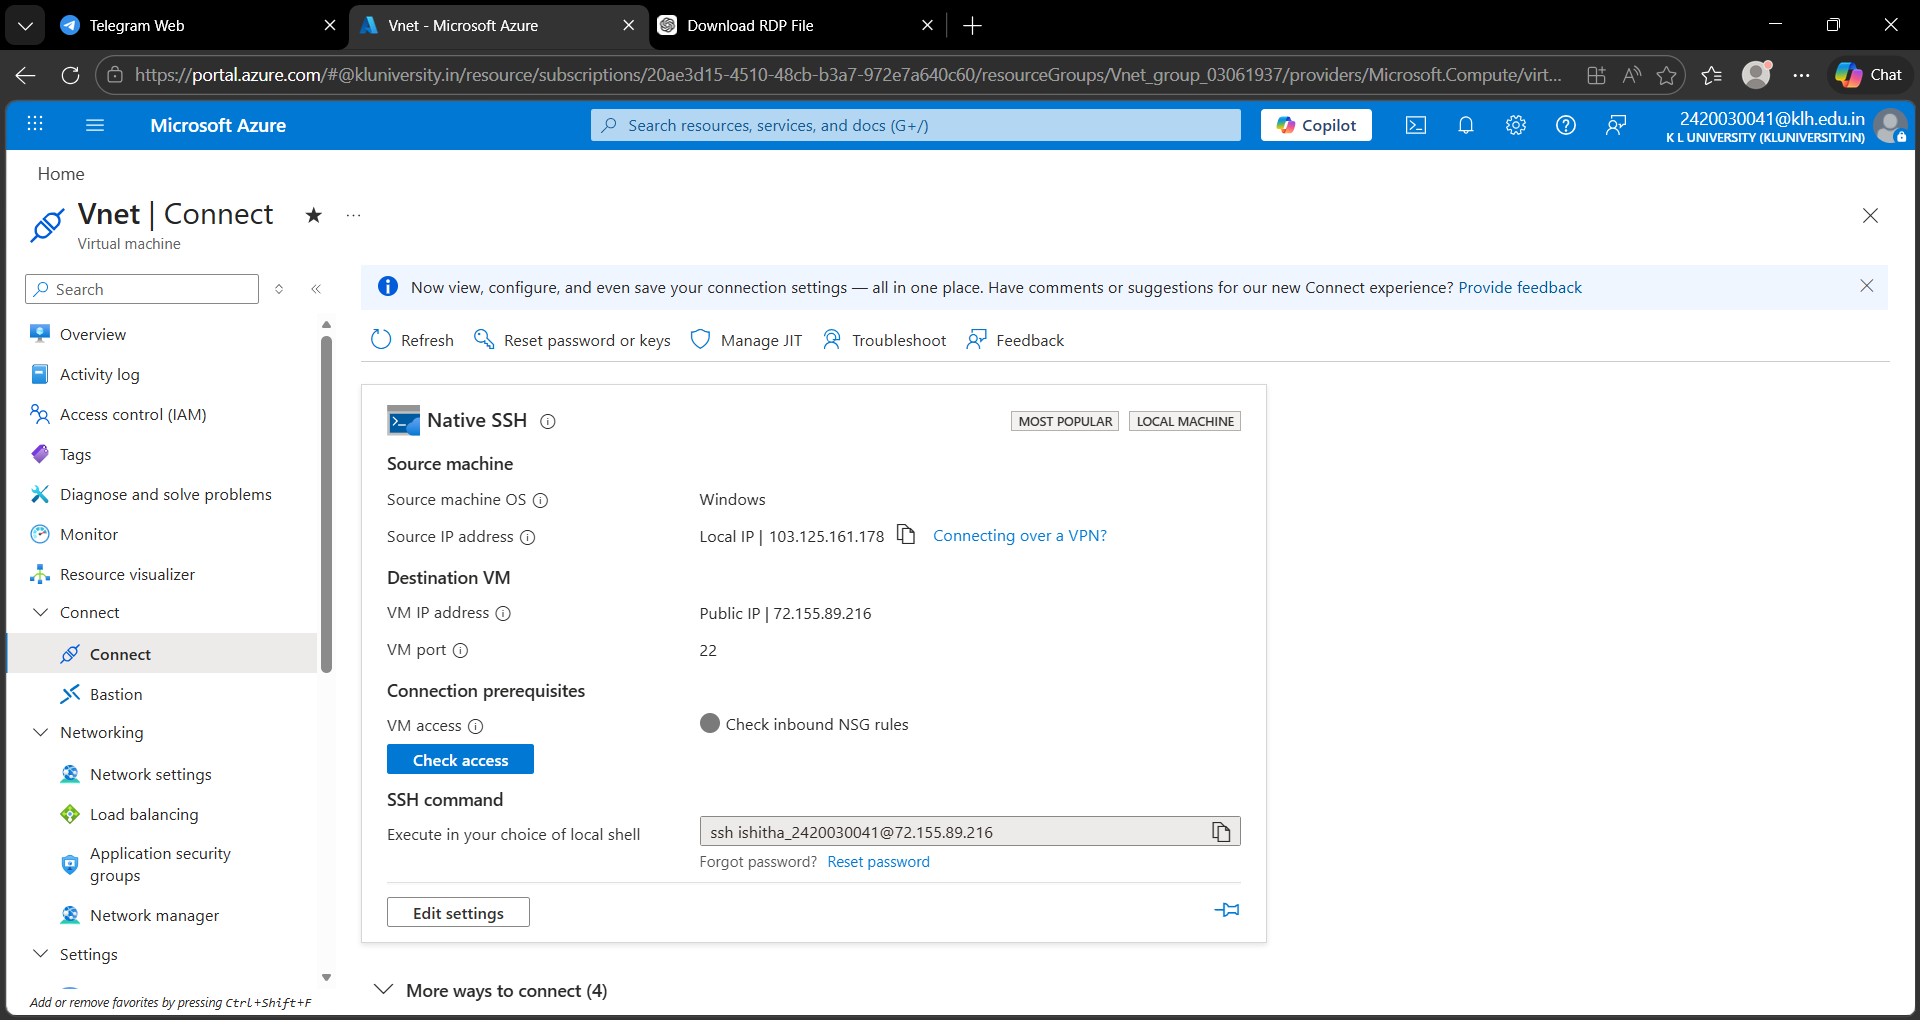 Telegram Web
Vnet - Microsoft Azure
Download RDP File
https://portal.azure.com/#@kluniversity.in/resource/subscriptions/20ae3d15-4510-48cb-b3a7-972e7a640c60/resourceGroups/Vnet_group_03061937/providers/Microsoft.Compute/virt...
Chat
Microsoft Azure
Search resources, services, and docs (G+/)
Copilot
2420030041@klh.edu.in
K L UNIVERSITY (KLUNIVERSITY.IN)
Home
Vnet | Connect
Virtual machine
Search
Overview
Activity log
Access control (IAM)
Tags
Diagnose and solve problems
Monitor
Resource visualizer
Connect
Connect
Bastion
Networking
Network settings
Load balancing
Application security
groups
Network manager
Settings
Add or remove favorites by pressing Ctrl+Shift+F
Now view, configure, and even save your connection settings — all in one place. Have comments or suggestions for our new Connect experience? Provide feedback
Refresh
Reset password or keys
Manage JIT
Troubleshoot
Feedback
Native SSH
MOST POPULAR
LOCAL MACHINE
Source machine
Source machine OS
Windows
Source IP address
Local IP | 103.125.161.178
Connecting over a VPN?
Destination VM
VM IP address
Public IP | 72.155.89.216
VM port
22
Connection prerequisites
VM access
Check inbound NSG rules
Check access
SSH command
Execute in your choice of local shell
ssh ishitha_2420030041@72.155.89.216
Forgot password? Reset password
Edit settings
More ways to connect (4)